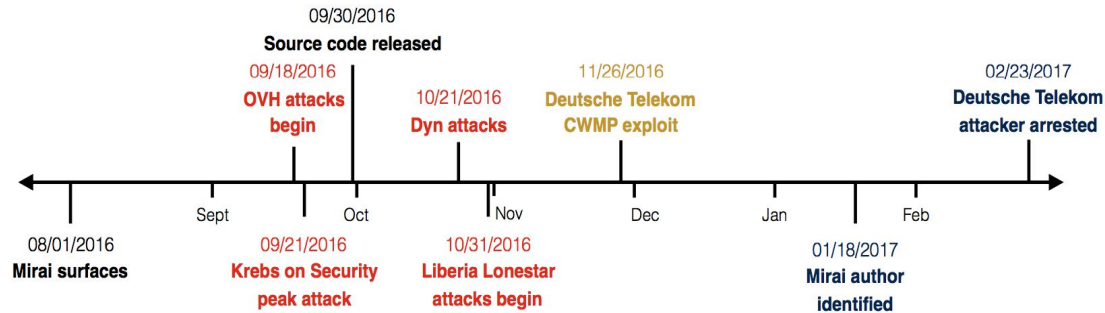 09/30/2016
Source code released
09/18/2016
OVH attacks
begin
10/21/2016
Dyn attacks
11/26/2016
Deutsche Telekom
CWMP exploit
02/23/2017
Deutsche Telekom
attacker arrested
Sept
Oct
Nov
Dec
Jan
Feb
08/01/2016
Mirai surfaces
09/21/2016
Krebs on Security
peak attack
10/31/2016
Liberia Lonestar
attacks begin
01/18/2017
Mirai author
identified